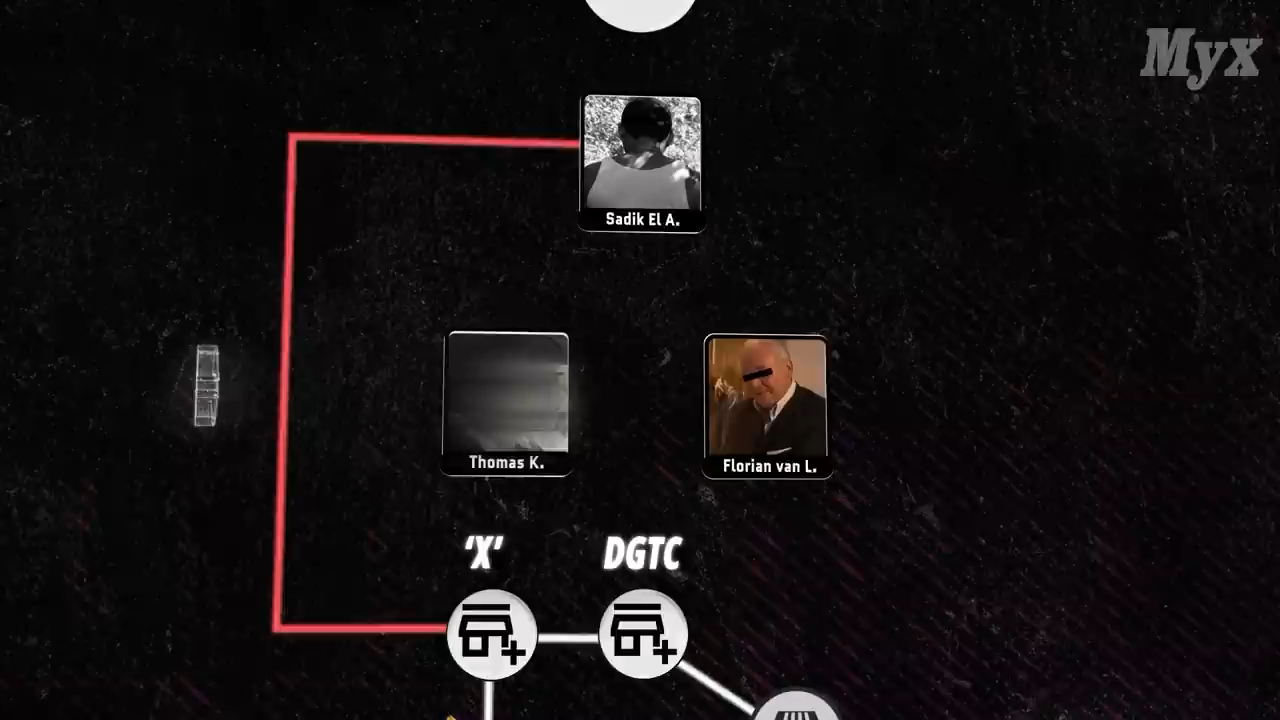 Myx
Sadik El A.
Thomas K.
Florian van L.
'X'
DGTC